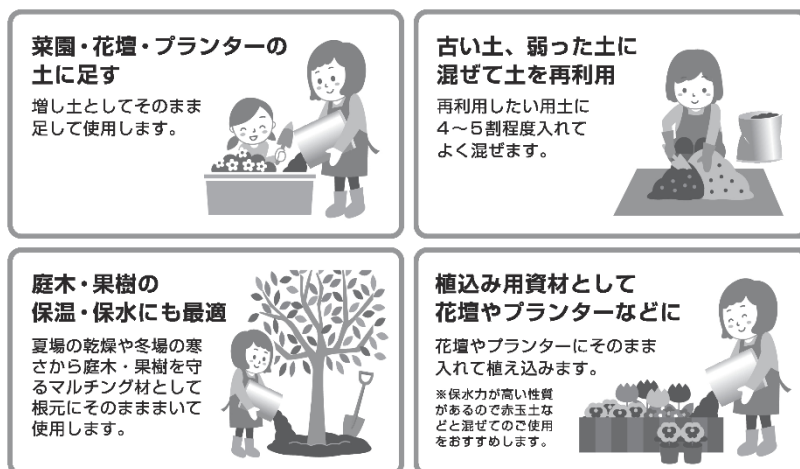 菜園・花壇・プランターの
土に足す
増し土としてそのまま
足して使用します。
古い土、弱った土に
混ぜて土を再利用
再利用したい用土に
4～5割程度入れて
よく混ぜます。
庭木・果樹の
保温・保水にも最適
夏場の乾燥や冬場の寒
さから庭木・果樹を守
るマルチング材として
根元にそのまままいて
使用します。
植込み用資材として
花壇やプランターなどに
花壇やプランターにそのまま
入れて植え込みます。
※保水力が高い性質
があるので赤玉土な
どと混ぜてのご使用
をおすすめします。